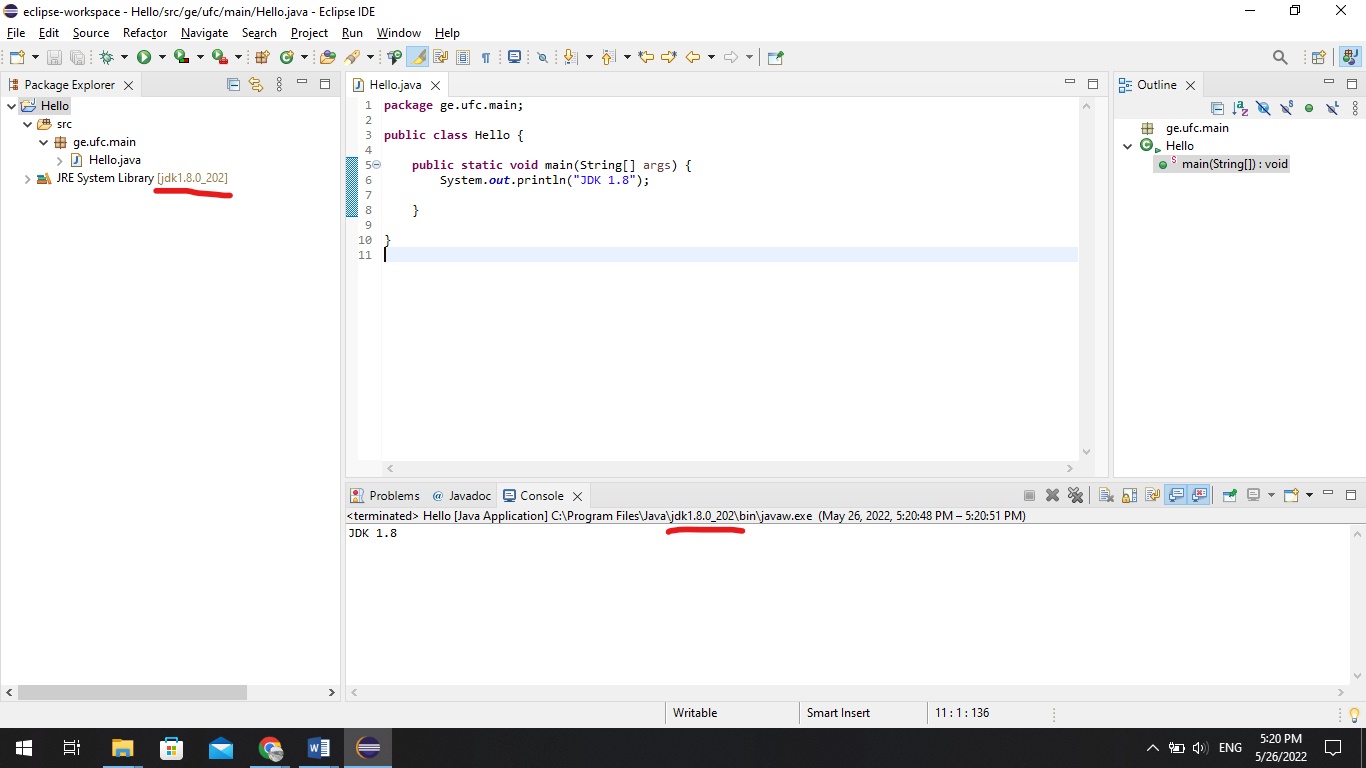 eclipse-workspace - Hello/src/ge/ufc/main/Hello.java - Eclipse IDE
File Edit Source Refactor Navigate Search Project Run Window Help
Package Explorer
Hello
src
ge.ufc.main
Hello.java
JRE System Library [jdk1.8.0_202]
Hello.java
1 package ge.ufc.main;
2
3 public class Hello {
4
5 public static void main(String[] args) {
6 System.out.println("JDK 1.8");
7
8 }
9
10 }
11
Outline
ge.ufc.main
Hello
main(String[]) : void
Problems @ Javadoc Console
<terminated> Hello [Java Application] C:\Program Files\Java\jdk1.8.0_202\bin\javaw.exe (May 26, 2022, 5:20:48 PM – 5:20:51 PM)
JDK 1.8
Writable Smart Insert 11 : 1 : 136
ENG 5:20 PM
5/26/2022